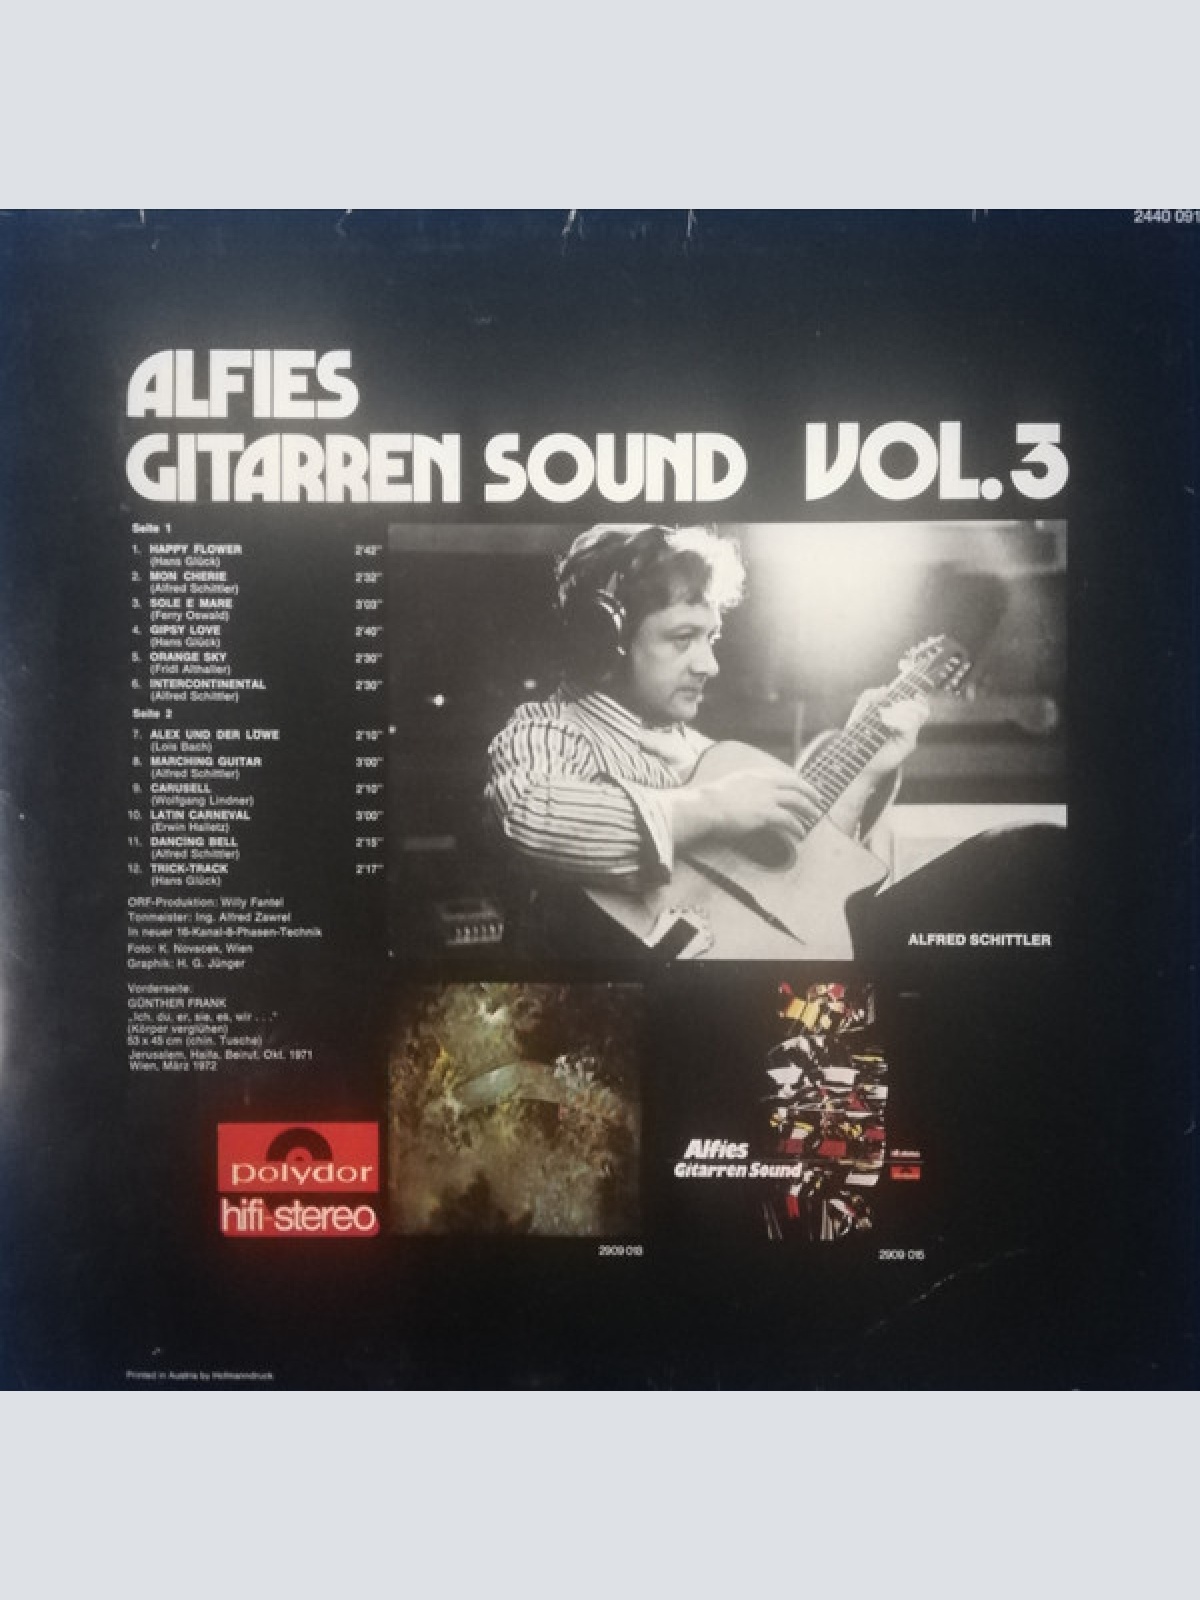 2440 091
ALFIES
GITARREN SOUND VOL.3
Seite 1
1. HAPPY FLOWER 2'42"
(Hans Glück)
2. MON CHERIE 2'32"
(Alfred Schittler)
3. SOLE E MARE 3'03"
(Ferry Oswald)
4. GIPSY LOVE 2'40"
(Hans Glück)
5. ORANGE SKY 2'30"
(Fridl Althaller)
6. INTERCONTINENTAL 2'30"
(Alfred Schittler)
Seite 2
7. ALEX UND DER LÖWE 2'10"
(Lois Bach)
8. MARCHING GUITAR 3'00"
(Alfred Schittler)
9. CARUSELL 2'10"
(Wolfgang Lindner)
10. LATIN CARNEVAL 3'00"
(Erwin Halletz)
11. DANCING BELL 2'15"
(Alfred Schittler)
12. TRICK-TRACK 2'17"
(Hans Glück)
ORF-Produktion: Willy Fantel
Tonmeister: Ing. Alfred Zawrel
In neuer 16-Kanal-8-Phasen-Technik
Foto: K. Novacek, Wien
Graphik: H. G. Jünger
Vorderseite:
GÜNTHER FRANK
„Ich, du, er, sie, es, wir . . ."
(Körper verglühen)
53 x 45 cm (chin. Tusche)
Jerusalem, Haifa, Beirut, Okt. 1971
Wien, März 1972
ALFRED SCHITTLER
polydor
hifi-stereo
Alfies
Gitarren Sound
2909 013
2909 015
Printed in Austria by Hofmanndruck